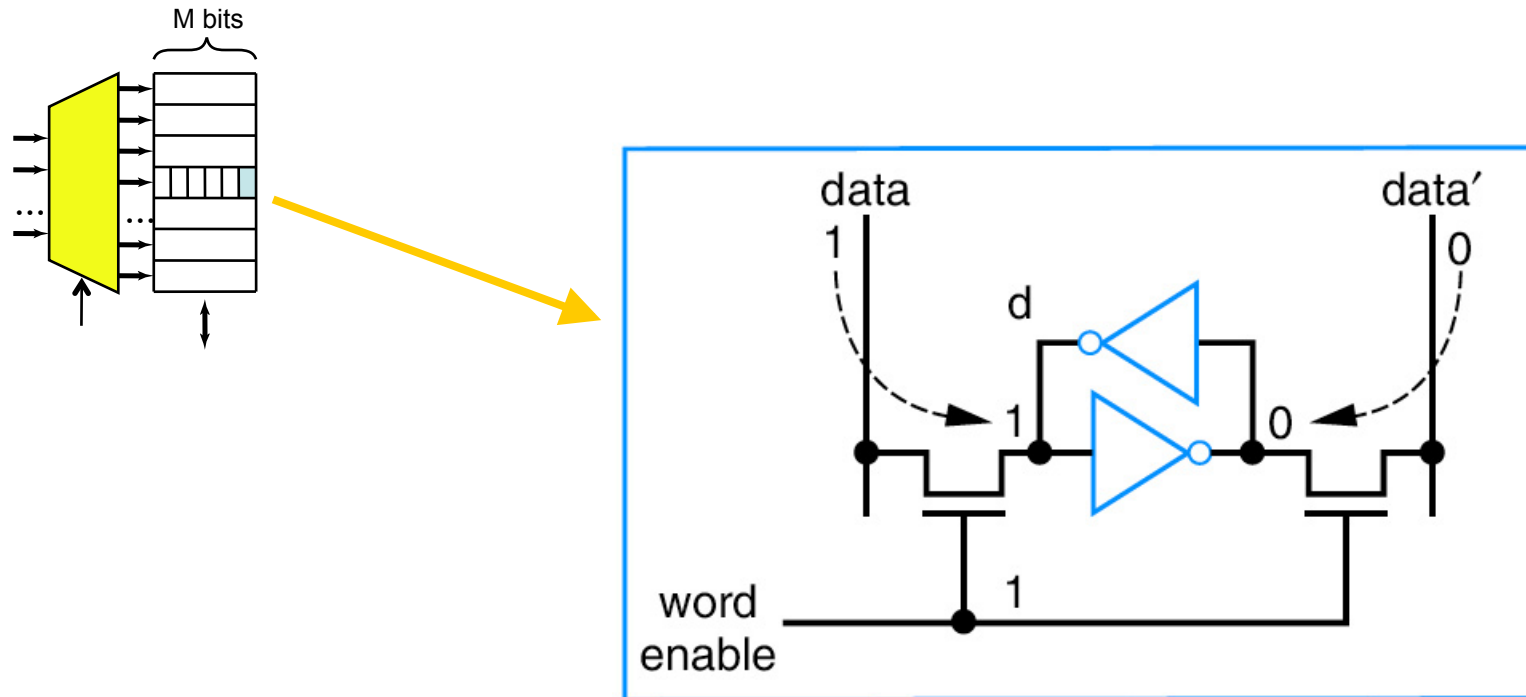 M bits
...
...
data
data′
1
0
d
1
0
1
word
enable